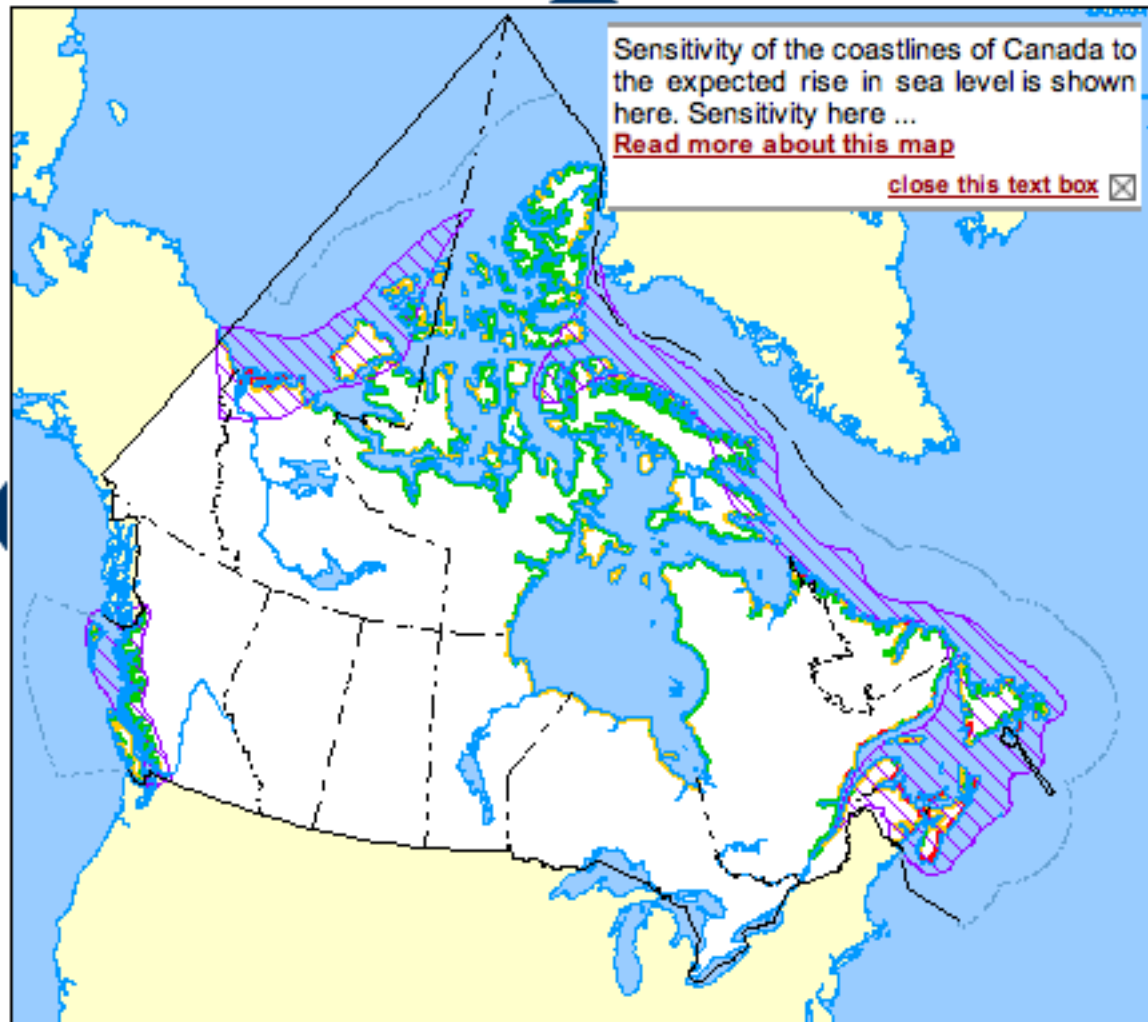 Sensitivity of the coastlines of Canada to
the expected rise in sea level is shown
here. Sensitivity here ...
Read more about this map
close this text box